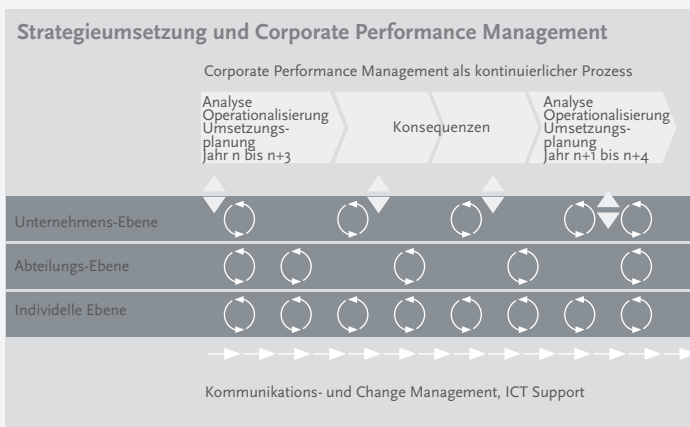 Strategieumsetzung und Corporate Performance Management
Corporate Performance Management als kontinuierlicher Prozess
Analyse
Operationalisierung
Umsetzungs-
planung
Jahr n bis n+3
Konsequenzen
Analyse
Operationalisierung
Umsetzungs-
planung
Jahr n+1 bis n+4
Unternehmens-Ebene
Abteilungs-Ebene
Individelle Ebene
Kommunikations- und Change Management, ICT Support